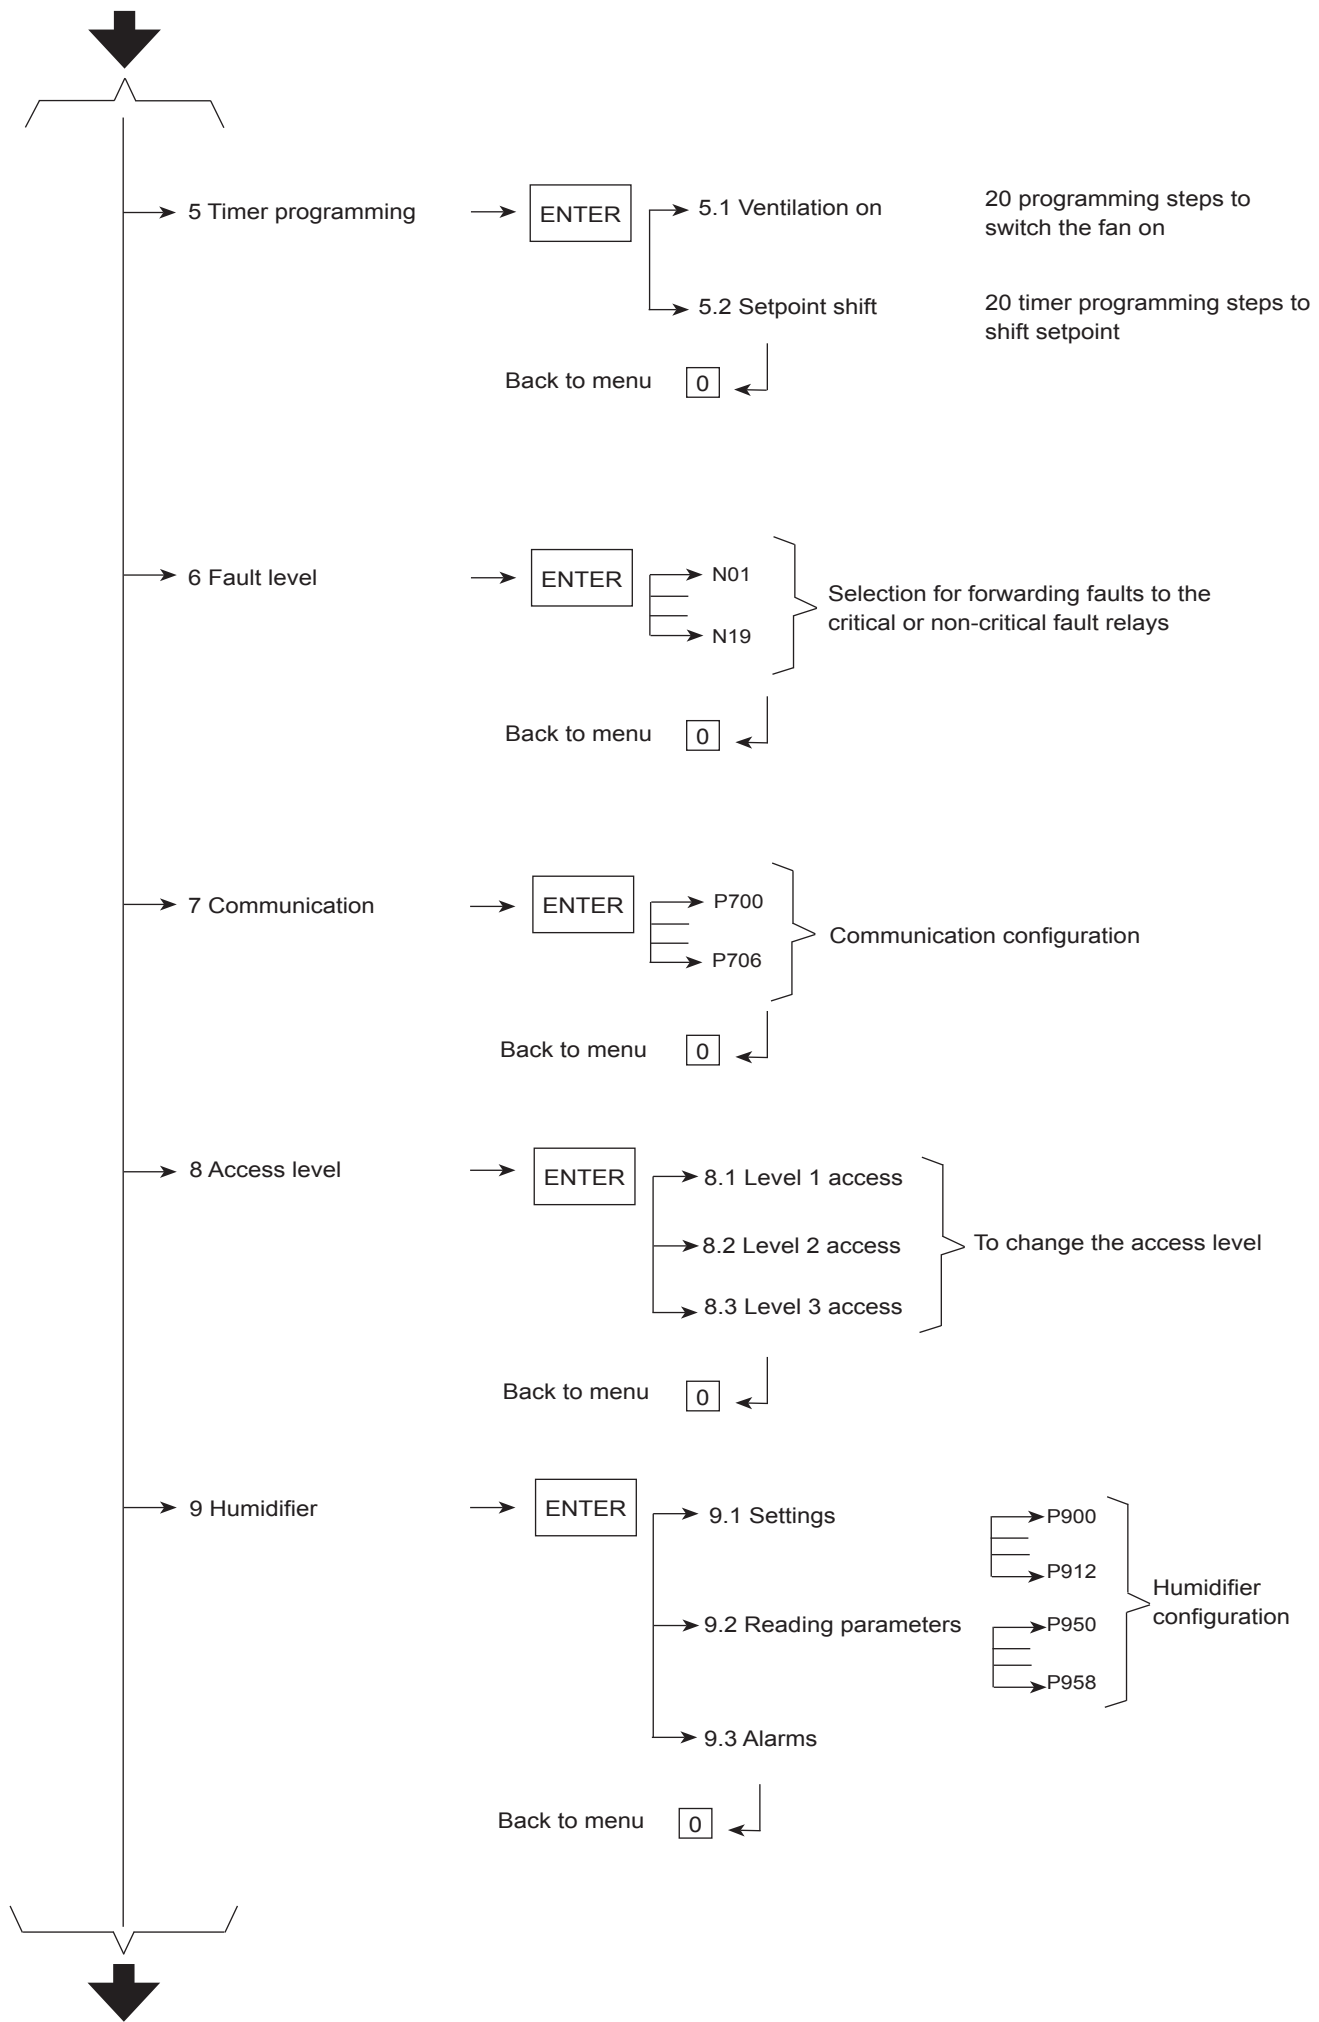 5 Timer programming
ENTER
5.1 Ventilation on
20 programming steps to
switch the fan on
5.2 Setpoint shift
20 timer programming steps to
shift setpoint
Back to menu
0
6 Fault level
ENTER
N01
N19
Selection for forwarding faults to the
critical or non-critical fault relays
Back to menu
0
7 Communication
ENTER
P700
P706
Communication configuration
Back to menu
0
8 Access level
ENTER
8.1 Level 1 access
8.2 Level 2 access
8.3 Level 3 access
To change the access level
Back to menu
0
9 Humidifier
ENTER
9.1 Settings
P900
P912
9.2 Reading parameters
P950
P958
Humidifier
configuration
9.3 Alarms
Back to menu
0